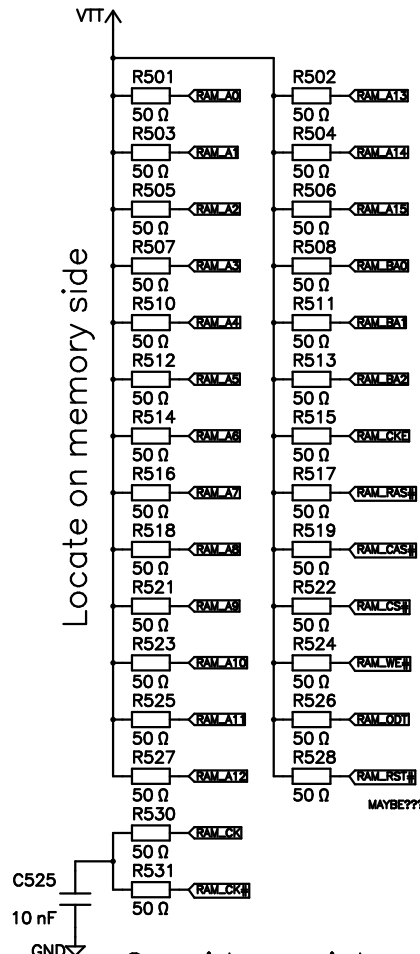 VTT
R501 R502
RAM_A0 RAM_A13
50 Ω 50 Ω
R503 R504
RAM_A1 RAM_A14
50 Ω 50 Ω
R505 R506
RAM_A2 RAM_A15
50 Ω 50 Ω
R507 R508
RAM_A3 RAM_BA0
50 Ω 50 Ω
R510 R511
RAM_A4 RAM_BA1
50 Ω 50 Ω
R512 R513
RAM_A5 RAM_BA2
50 Ω 50 Ω
R514 R515
RAM_A6 RAM_CKE
50 Ω 50 Ω
R516 R517
RAM_A7 RAM_RAS#
50 Ω 50 Ω
R518 R519
RAM_A8 RAM_CAS#
50 Ω 50 Ω
R521 R522
RAM_A9 RAM_CS#
50 Ω 50 Ω
R523 R524
RAM_A10 RAM_WE#
50 Ω 50 Ω
R525 R526
RAM_A11 RAM_ODT
50 Ω 50 Ω
R527 R528
RAM_A12 RAM_RST#
50 Ω 50 Ω
MAYBE???
R530
RAM_CK
50 Ω
R531
RAM_CK#
50 Ω
C525
10 nF
GND
Locate on memory side